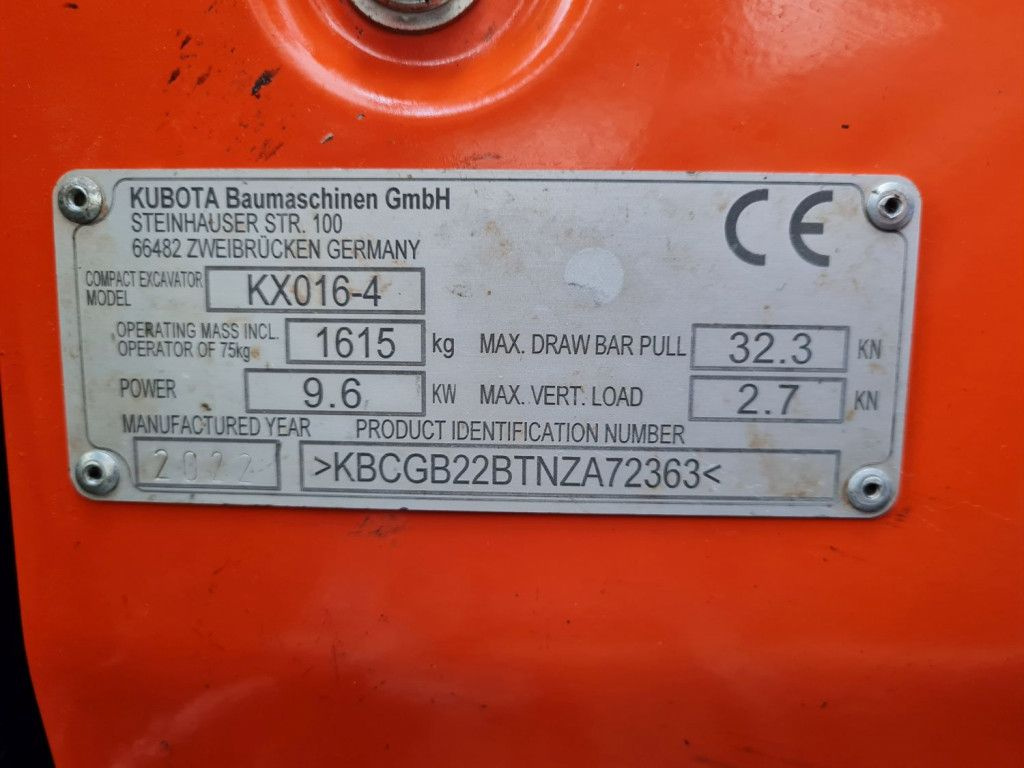 KUBOTA Baumaschinen GmbH
STEINHAUSER STR. 100
66482 ZWEIBRÜCKEN GERMANY
CE
COMPACT EXCAVATOR
MODEL
KX016-4
OPERATING MASS INCL.
OPERATOR OF 75kg
1615 kg
MAX. DRAW BAR PULL 32.3 KN
POWER 9.6 KW
MAX. VERT. LOAD 2.7 KN
MANUFACTURED YEAR
PRODUCT IDENTIFICATION NUMBER
2022
>KBCGB22BTNZA72363<